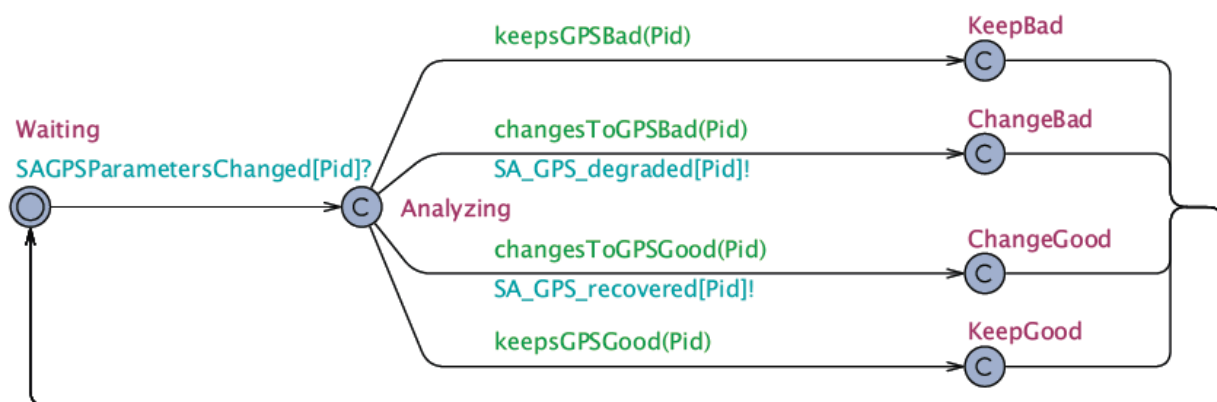 keepsGPSBad(Pid)
KeepBad
Waiting
changesToGPSBad(Pid)
ChangeBad
SAGPSParametersChanged[Pid]?
SA_GPS_degraded[Pid]!
C
C
C
Analyzing
changesToGPSGood(Pid)
ChangeGood
SA_GPS_recovered[Pid]!
C
keepsGPSGood(Pid)
KeepGood
C